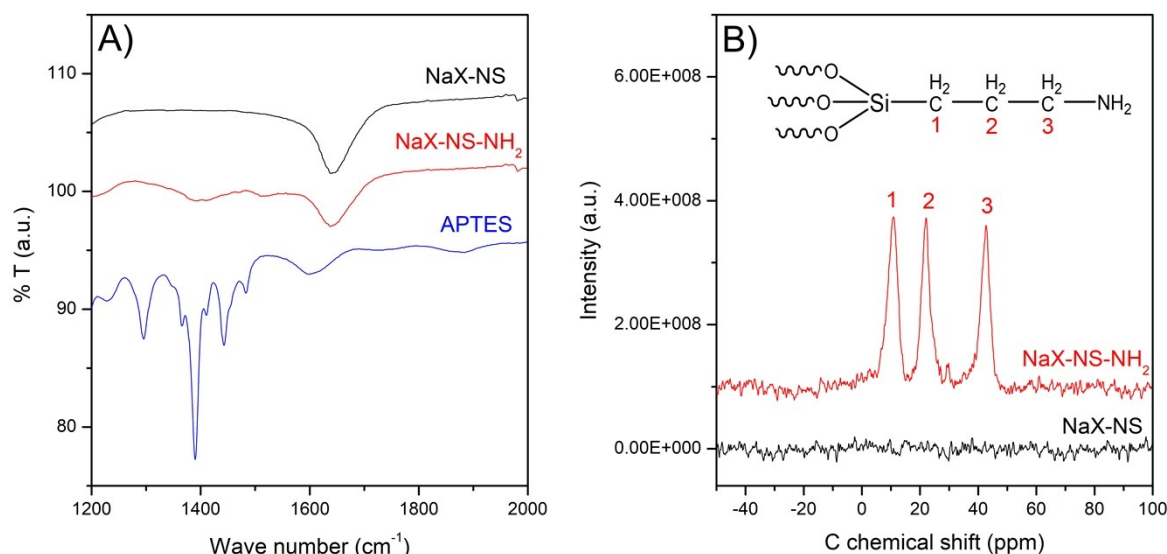 A)
NaX-NS
NaX-NS-NH2
APTES
110
100
90
80
% T (a.u.)
1200 1400 1600 1800 2000
Wave number (cm-1)
B)
O
O
O
Si
H2 H2 H2
C C C NH2
1 2 3
6.00E+008
4.00E+008
2.00E+008
0.00E+000
Intensity (a.u.)
1 2 3
NaX-NS-NH2
NaX-NS
-40 -20 0 20 40 60 80 100
C chemical shift (ppm)